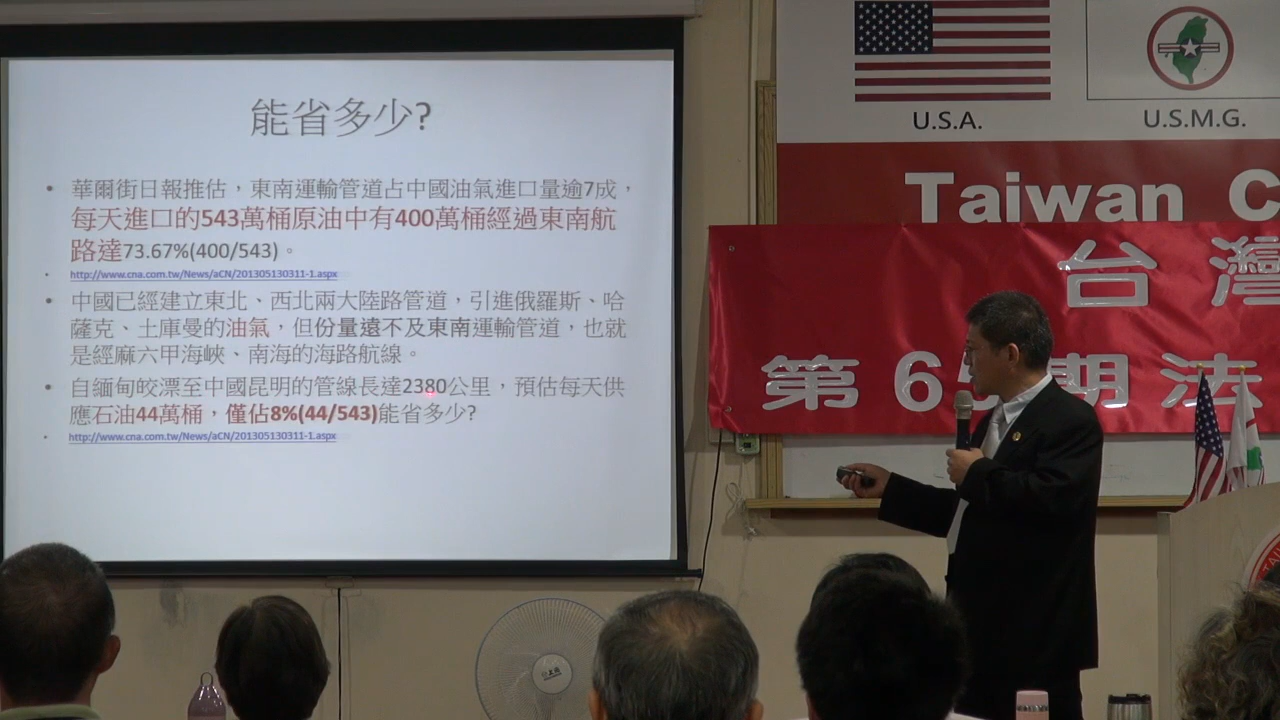 能省多少?
• 華爾街日報推估，東南運輸管道占中國油氣進口量逾7成，
每天進口的543萬桶原油中有400萬桶經過東南航
路達73.67%(400/543)。
• http://www.cna.com.tw/News/aCN/201305130311-1.aspx
• 中國已經建立東北、西北兩大陸路管道，引進俄羅斯、哈
薩克、土庫曼的油氣，但份量遠不及東南運輸管道，也就
是經麻六甲海峽、南海的海路航線。
• 自緬甸皎漂至中國昆明的管線長達2380公里，預估每天供
應石油44萬桶，僅佔8%(44/543)能省多少?
• http://www.cna.com.tw/News/aCN/201305130311-1.aspx
U.S.A.
U.S.M.G.
Taiwan C
台灣
第65期法